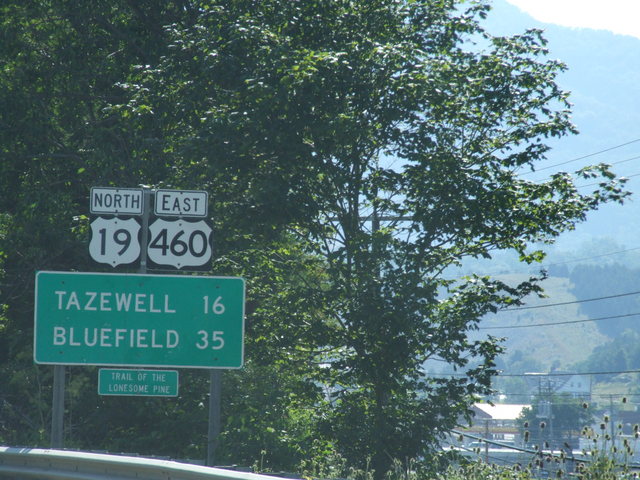 NORTH EAST
19 460
TAZEWELL 16
BLUEFIELD 35
TRAIL OF THE
LONESOME PINE